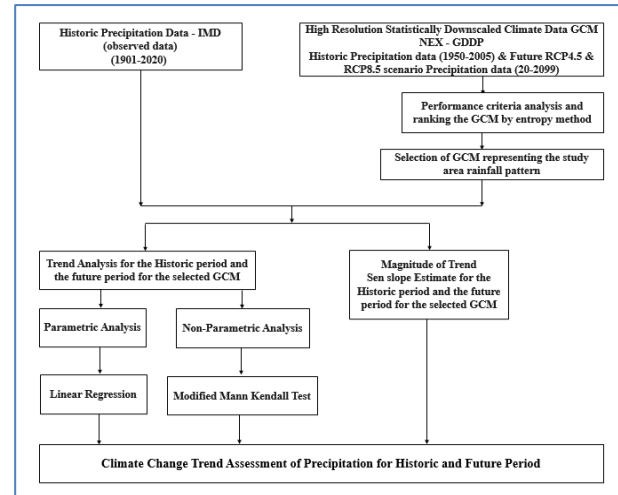 Historic Precipitation Data - IMD
(observed data)
(1901-2020)
High Resolution Statistically Downscaled Climate Data GCM
NEX - GDDP
Historic Precipitation data (1950-2005) & Future RCP4.5 &
RCP8.5 scenario Precipitation data (20-2099)
Performance criteria analysis and
ranking the GCM by entropy method
Selection of GCM representing the study
area rainfall pattern
Trend Analysis for the Historic period and
the future period for the selected GCM
Magnitude of Trend
Sen slope Estimate for the
Historic period and the future
period for the selected GCM
Parametric Analysis
Non-Parametric Analysis
Linear Regression
Modified Mann Kendall Test
Climate Change Trend Assessment of Precipitation for Historic and Future Period